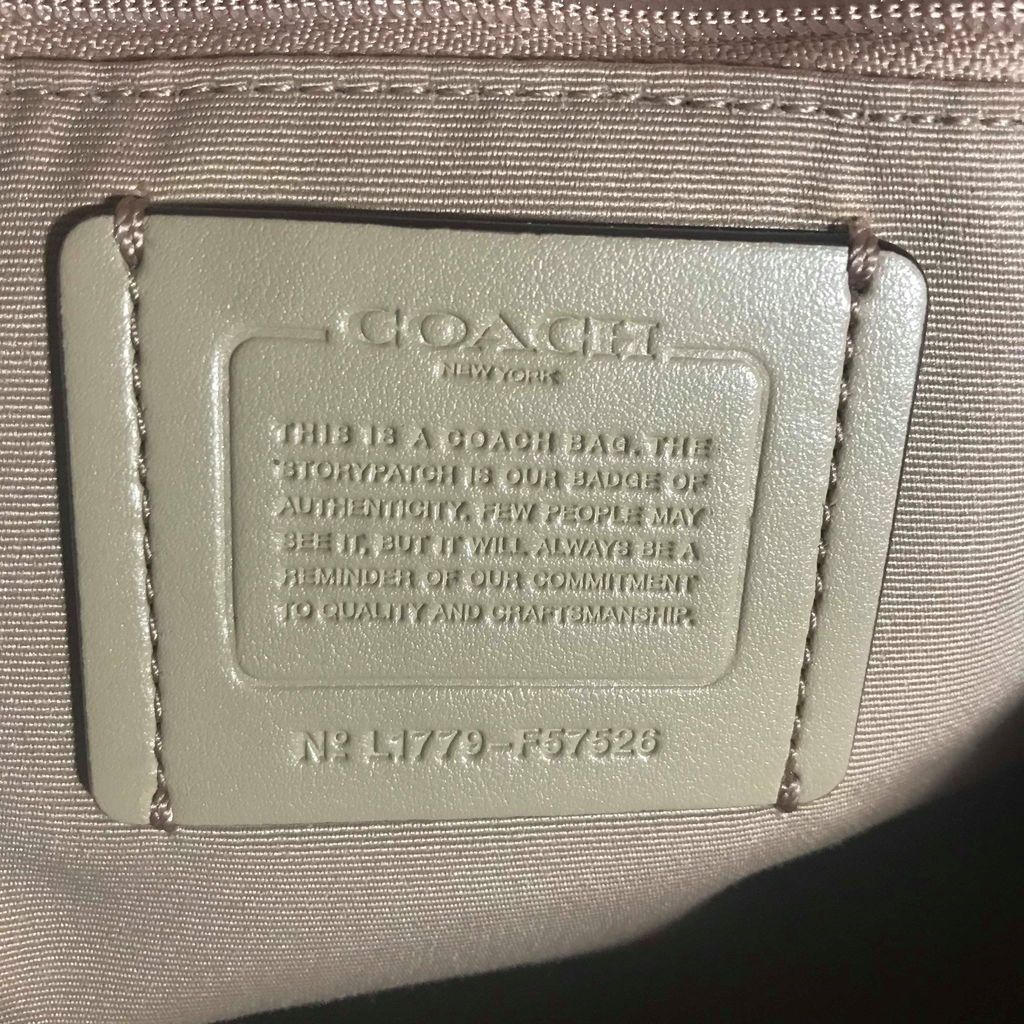 COACH
NEW YORK
THIS IS A COACH BAG. THE
STORYPATCH IS OUR BADGE OF
AUTHENTICITY. FEW PEOPLE MAY
SEE IT, BUT IT WILL ALWAYS BE A
REMINDER OF OUR COMMITMENT
TO QUALITY AND CRAFTSMANSHIP.
Nº L1779-F57526